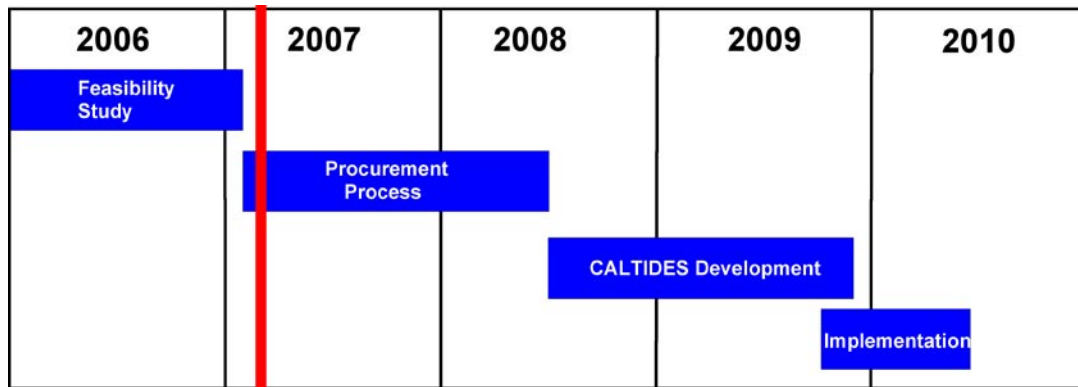 2006 2007 2008 2009 2010
Feasibility
Study
Procurement
Process
CALTIDES Development
Implementation